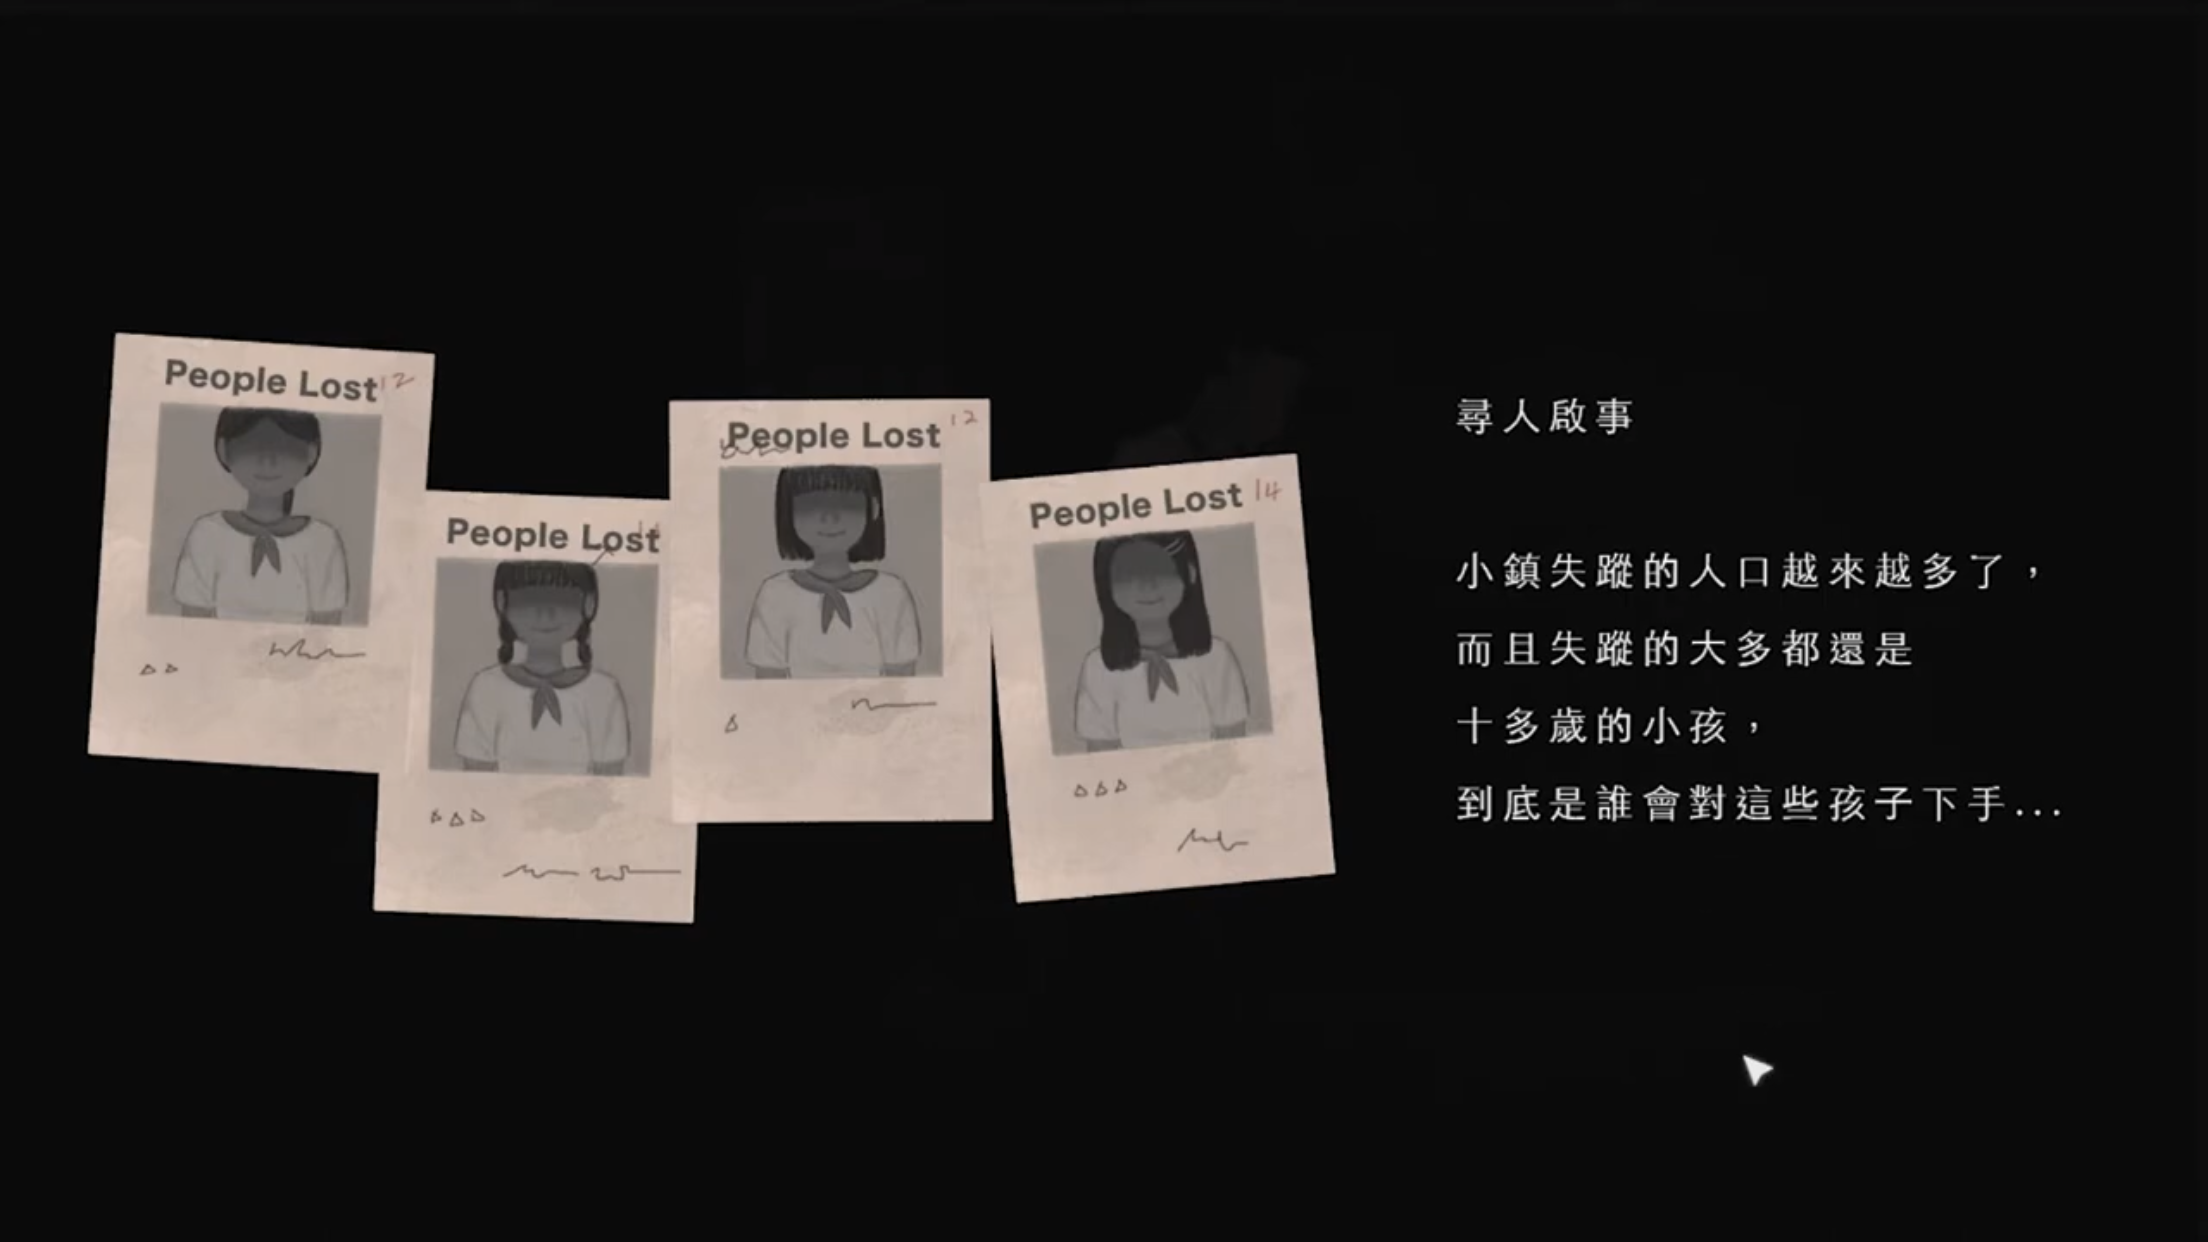 People Lost 12
People Lost
People Lost 12
People Lost 14
尋人啟事
小鎮失蹤的人口越來越多了，
而且失蹤的大多都還是
十多歲的小孩，
到底是誰會對這些孩子下手...